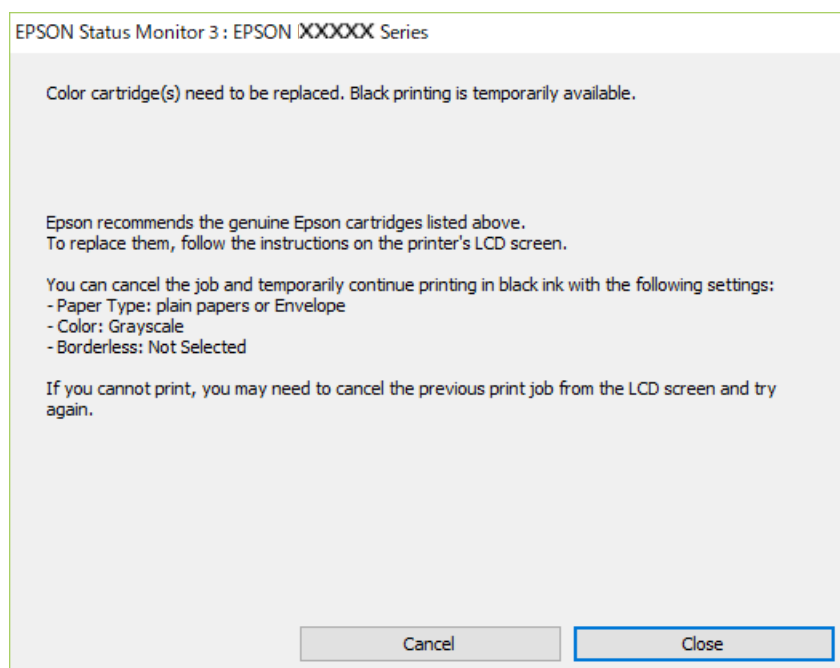 EPSON Status Monitor 3 : EPSON XXXXX Series
Color cartridge(s) need to be replaced. Black printing is temporarily available.
Epson recommends the genuine Epson cartridges listed above.
To replace them, follow the instructions on the printer's LCD screen.
You can cancel the job and temporarily continue printing in black ink with the following settings:
- Paper Type: plain papers or Envelope
- Color: Grayscale
- Borderless: Not Selected
If you cannot print, you may need to cancel the previous print job from the LCD screen and try
again.
Cancel
Close